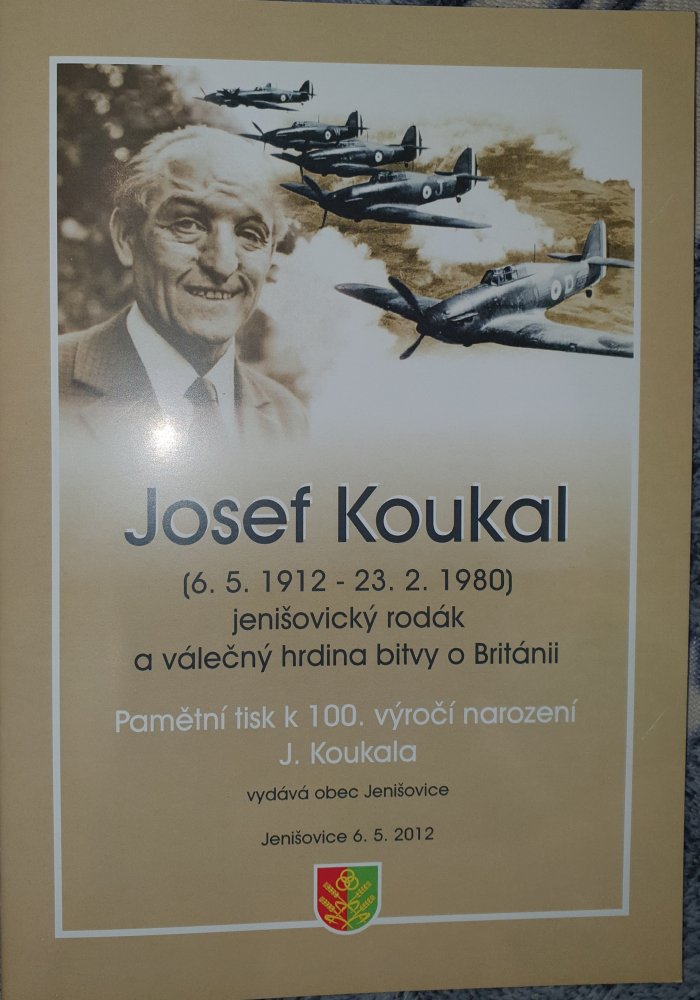 Josef Koukal
(6. 5. 1912 - 23. 2. 1980)
jenišovický rodák
a válečný hrdina bitvy o Británii
Pamětní tisk k 100. výročí narození
J. Koukala
vydává obec Jenišovice
Jenišovice 6. 5. 2012
J
D